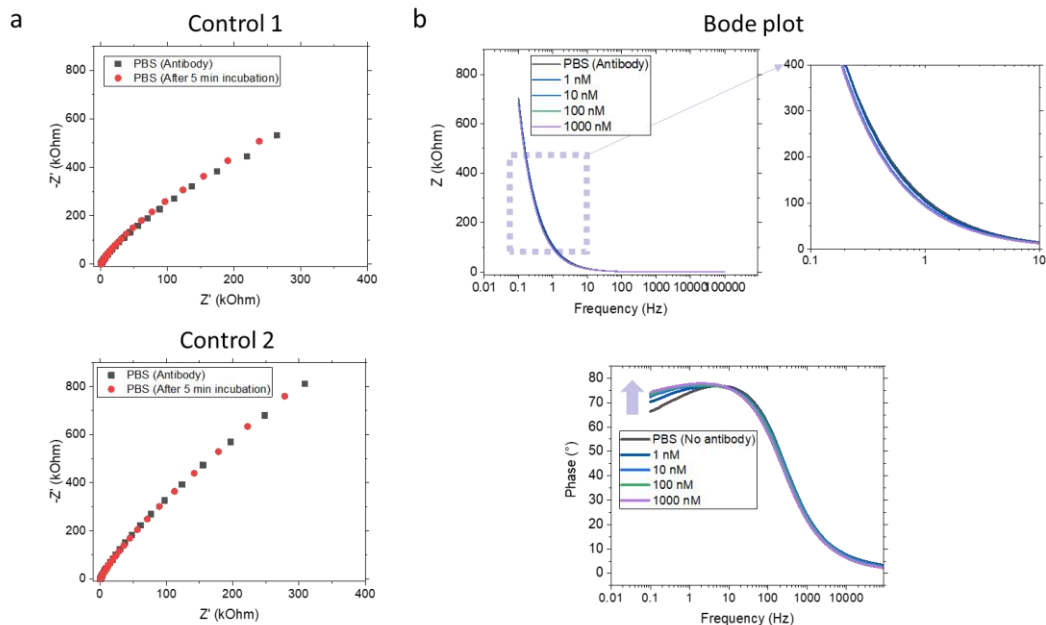 a
Control 1
-Z' (kOhm)
800
600
400
200
0
PBS (Antibody)
PBS (After 5 min incubation)
0 100 200 300 400
Z' (kOhm)
Control 2
-Z' (kOhm)
800
600
400
200
0
PBS (Antibody)
PBS (After 5 min incubation)
0 100 200 300 400
Z' (kOhm)
b
Bode plot
Z (kOhm)
800
600
400
200
0
PBS (Antibody)
1 nM
10 nM
100 nM
1000 nM
0.01 0.1 1 10 100 1000 10000 100000
Frequency (Hz)
400
300
200
100
0
0.1 1 10
Phase (°)
80
70
60
50
40
30
20
10
0
PBS (No antibody)
1 nM
10 nM
100 nM
1000 nM
0.01 0.1 1 10 100 1000 10000
Frequency (Hz)